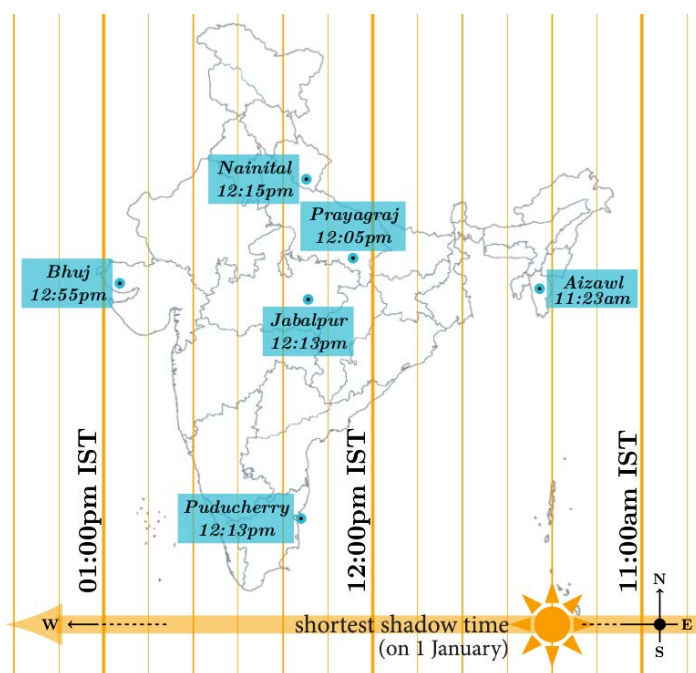 Nainital
12:15pm
Prayagraj
12:05pm
Bhuj
12:55pm
Aizawl
11:23am
Jabalpur
12:13pm
01:00pm IST
12:00pm IST
11:00am IST
Puducherry
12:13pm
N
W
shortest shadow time
E
(on 1 January)
S